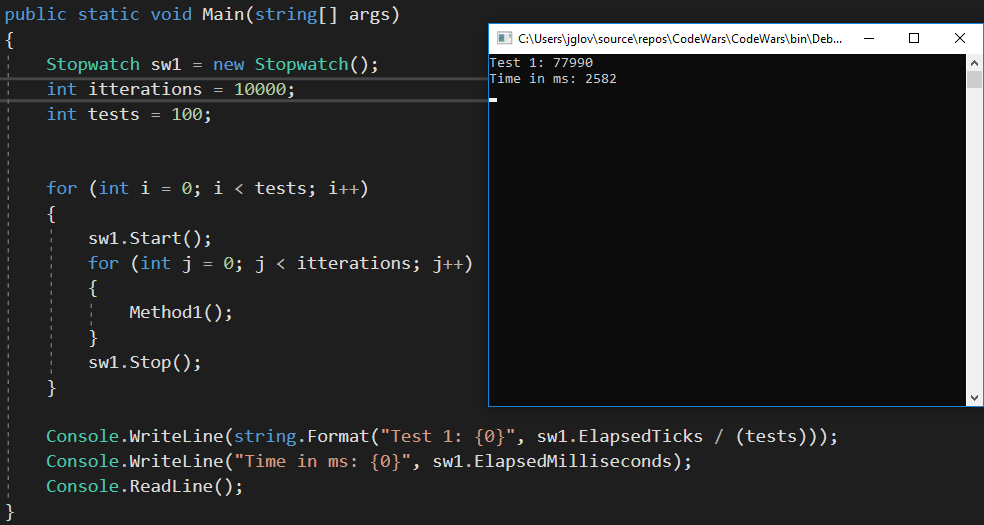 public static void Main(string[] args)
{
    Stopwatch sw1 = new Stopwatch();
    int itterations = 10000;
    int tests = 100;
    for (int i = 0; i < tests; i++)
    {
        sw1.Start();
        for (int j = 0; j < itterations; j++)
        {
            Method1();
        }
        sw1.Stop();
    }
    Console.WriteLine(string.Format("Test 1: {0}", sw1.ElapsedTicks / (tests)));
    Console.WriteLine("Time in ms: {0}", sw1.ElapsedMilliseconds);
    Console.ReadLine();
}
C:\Users\jglov\source\repos\CodeWars\CodeWars\bin\Deb...
Test 1: 77990
Time in ms: 2582